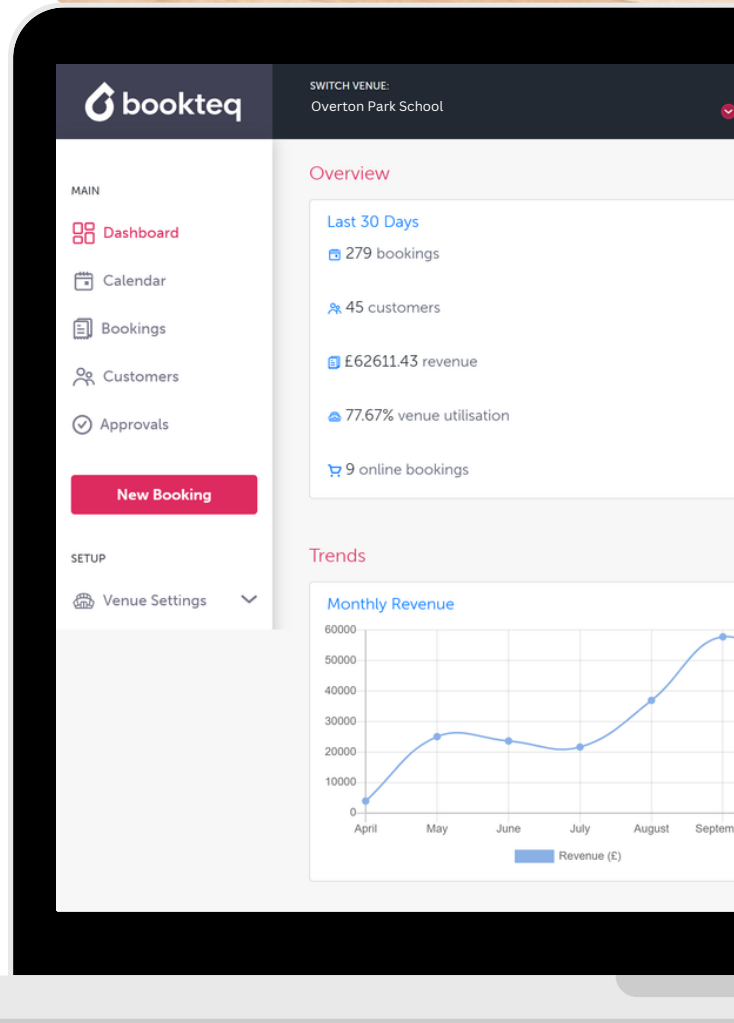 bookteq
SWITCH VENUE:
Overton Park School
MAIN
Dashboard
Calendar
Bookings
Customers
Approvals
New Booking
SETUP
Venue Settings
Overview
Last 30 Days
279 bookings
45 customers
£62611.43 revenue
77.67% venue utilisation
9 online bookings
Trends
Monthly Revenue
60000
50000
40000
30000
20000
10000
0
April May June July August Septem
Revenue (£)